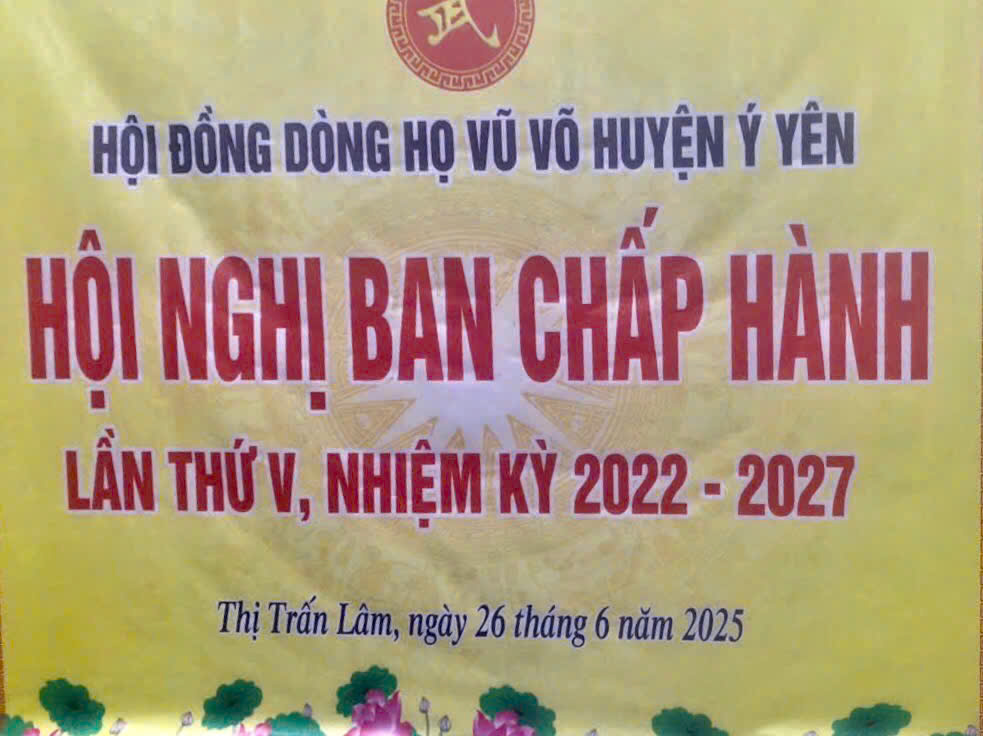 HỘI ĐỒNG DÒNG HỌ VŨ VÕ HUYỆN Ý YÊN
HỘI NGHỊ BAN CHẤP HÀNH
LẦN THỨ V, NHIỆM KỲ 2022 - 2027
Thị Trấn Lâm, ngày 26 tháng 6 năm 2025